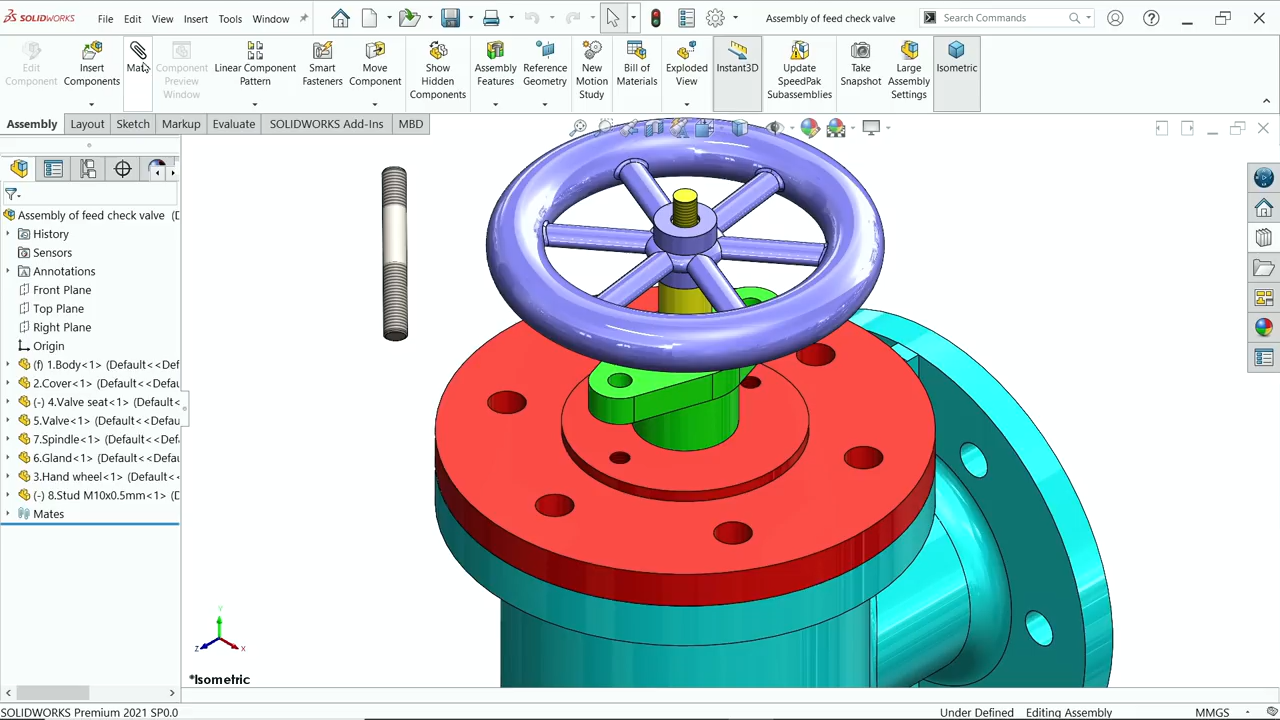 SOLIDWORKS
File
Edit
View
Insert
Tools
Window
Assembly of feed check valve
Search Commands
Edit
Component
Insert
Components
Mate
Component
Preview
Window
Linear Component
Pattern
Smart
Fasteners
Move
Component
Show
Hidden
Components
Assembly
Features
Reference
Geometry
New
Motion
Study
Bill of
Materials
Exploded
View
Instant3D
Update
SpeedPak
Subassemblies
Take
Snapshot
Large
Assembly
Settings
Isometric
Assembly
Layout
Sketch
Markup
Evaluate
SOLIDWORKS Add-Ins
MBD
Assembly of feed check valve (D
History
Sensors
Annotations
Front Plane
Top Plane
Right Plane
Origin
(f) 1.Body<1> (Default<<Def
2.Cover<1> (Default<<Defau
(-) 4.Valve seat<1> (Default<
5.Valve<1> (Default<<Defau
7.Spindle<1> (Default<<Def
6.Gland<1> (Default<<Defau
3.Hand wheel<1> (Default<
(-) 8.Stud M10x0.5mm<1> (D
Mates
Y
Z
X
*Isometric
SOLIDWORKS Premium 2021 SP0.0
Under Defined
Editing Assembly
MMGS